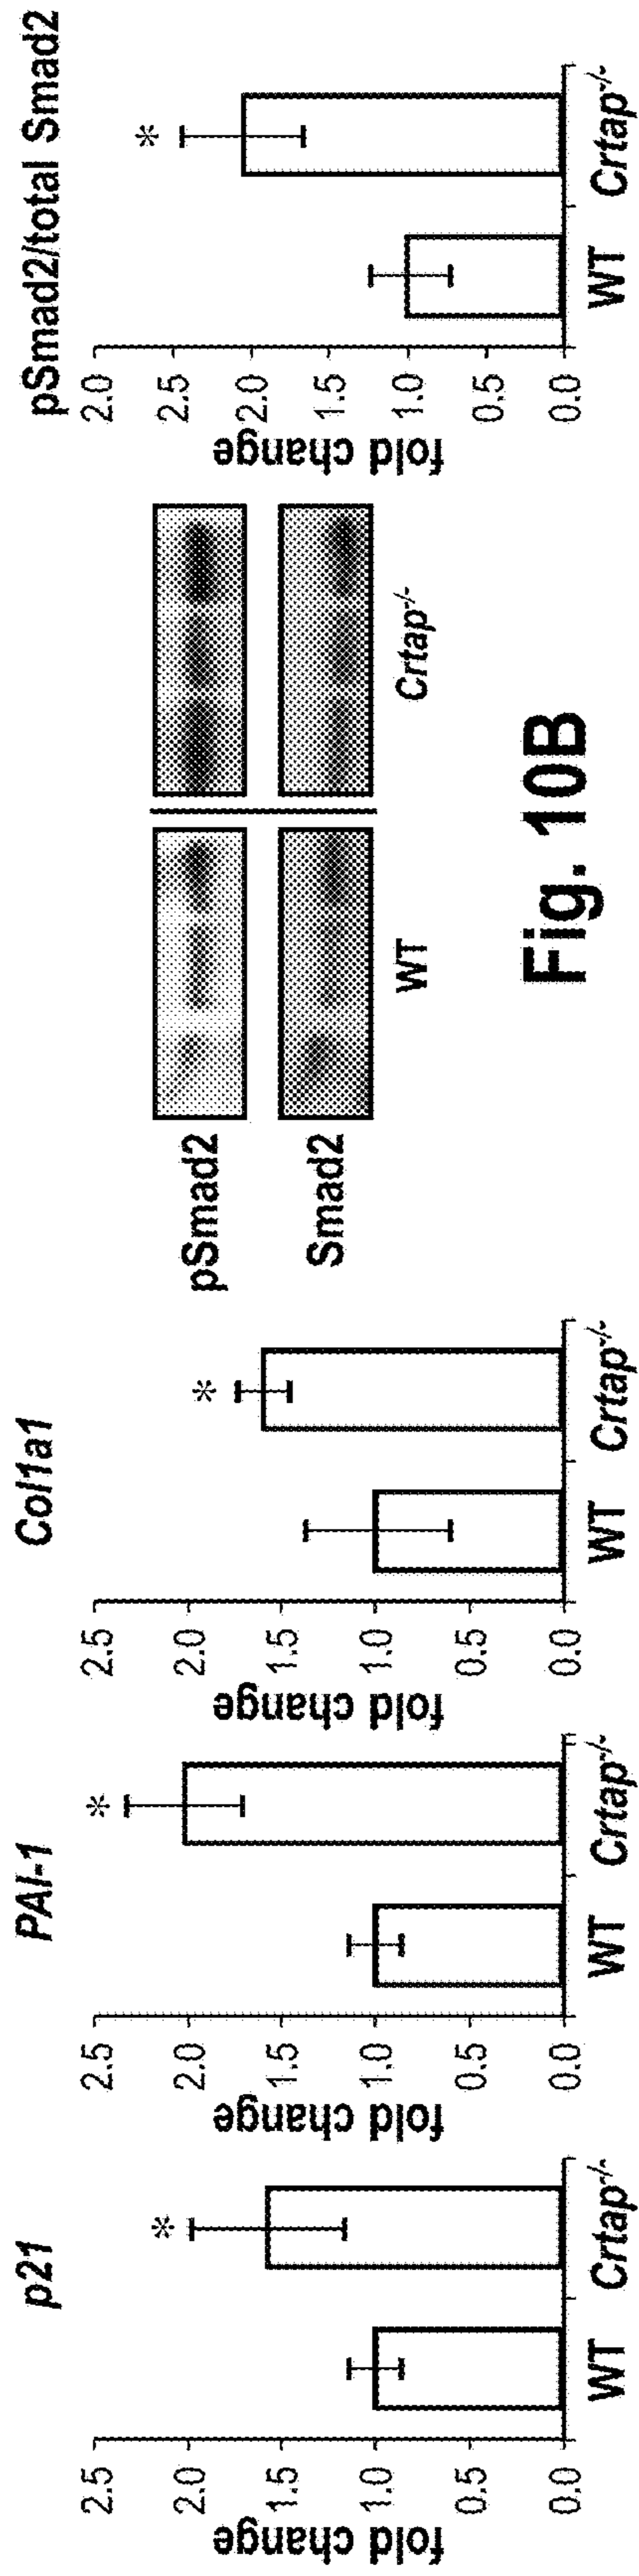 p21
fold change
2.5
2.0
1.5
1.0
0.5
0.0
*
WT Crtap-/-
PAI-1
fold change
2.5
2.0
1.5
1.0
0.5
0.0
*
WT Crtap-/-
Col1a1
fold change
2.5
2.0
1.5
1.0
0.5
0.0
*
WT Crtap-/-
pSmad2
Smad2
WT Crtap-/-
pSmad2/total Smad2
fold change
2.0
2.5
2.0
1.5
1.0
0.5
0.0
*
WT Crtap-/-
Fig. 10B